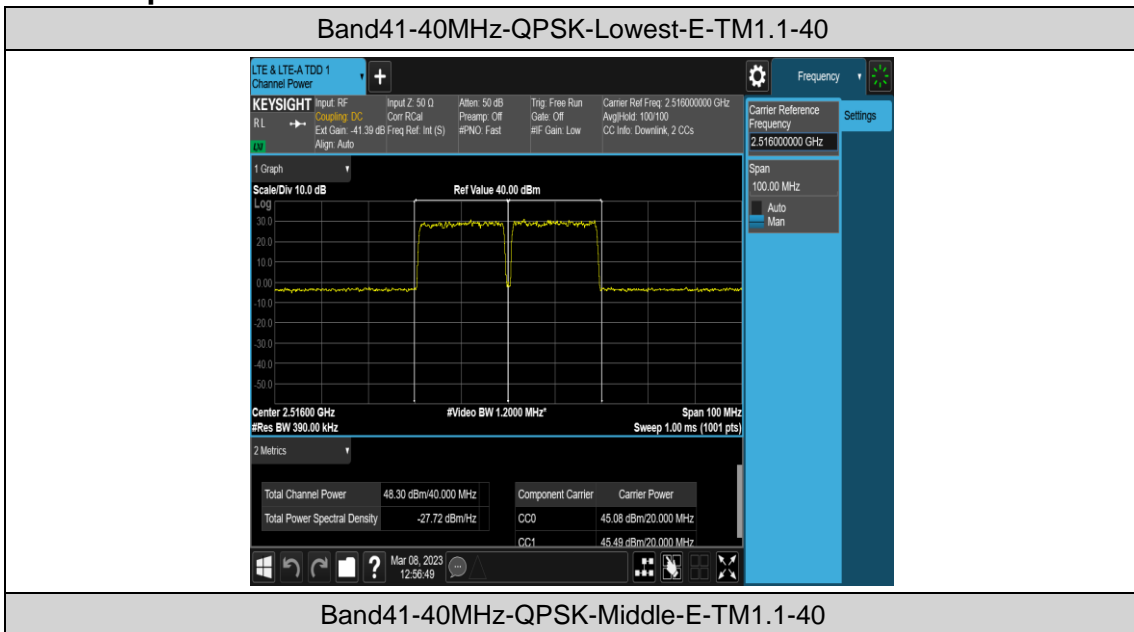 Band41-40MHz-QPSK-Lowest-E-TM1.1-40
LTE & LTE-A TDD 1
Channel Power
Frequency
KEYSIGHT
RL
LXI
Input: RF
Coupling: DC
Ext Gain: -41.39 dB
Align: Auto
Input Z: 50 Ω
Corr RCal
Freq Ref: Int (S)
Atten: 50 dB
Preamp: Off
#PNO: Fast
Trig: Free Run
Gate: Off
#IF Gain: Low
Carrier Ref Freq: 2.516000000 GHz
Avg|Hold: 100/100
CC Info: Downlink, 2 CCs
Carrier Reference
Frequency
2.516000000 GHz
Settings
Span
100.00 MHz
Auto
Man
1 Graph
Scale/Div 10.0 dB
Ref Value 40.00 dBm
Log
30.0
20.0
10.0
0.00
-10.0
-20.0
-30.0
-40.0
-50.0
Center 2.51600 GHz
#Video BW 1.2000 MHz*
Span 100 MHz
#Res BW 390.00 kHz
Sweep 1.00 ms (1001 pts)
2 Metrics
Total Channel Power 48.30 dBm/40.000 MHz
Total Power Spectral Density -27.72 dBm/Hz
Component Carrier Carrier Power
CC0 45.08 dBm/20.000 MHz
CC1 45.49 dBm/20.000 MHz
?
Mar 08, 2023
12:56:49
Band41-40MHz-QPSK-Middle-E-TM1.1-40